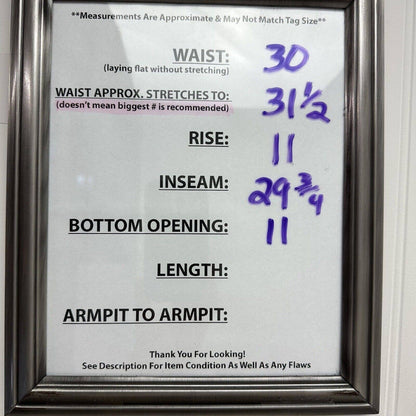 **Measurements Are Approximate & May Not Match Tag Size**
WAIST: 30
(laying flat without stretching)
WAIST APPROX. STRETCHES TO: 31 1/2
(doesn't mean biggest # is recommended)
RISE: 11
INSEAM: 29 3/4
BOTTOM OPENING: 11
LENGTH:
ARMPIT TO ARMPIT:
Thank You For Looking!
See Description For Item Condition As Well As Any Flaws